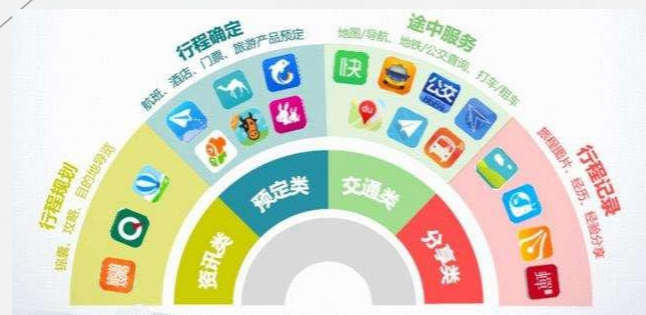 行程规划
锦囊、攻略、目的地导览
行程确定
航班、酒店、门票、旅游产品预定
途中服务
地图/导航、地铁/公交查询、打车/租车
行程记录
旅程图片、经历、经验分享
资讯类
预定类
交通类
分享类
快
公交
du